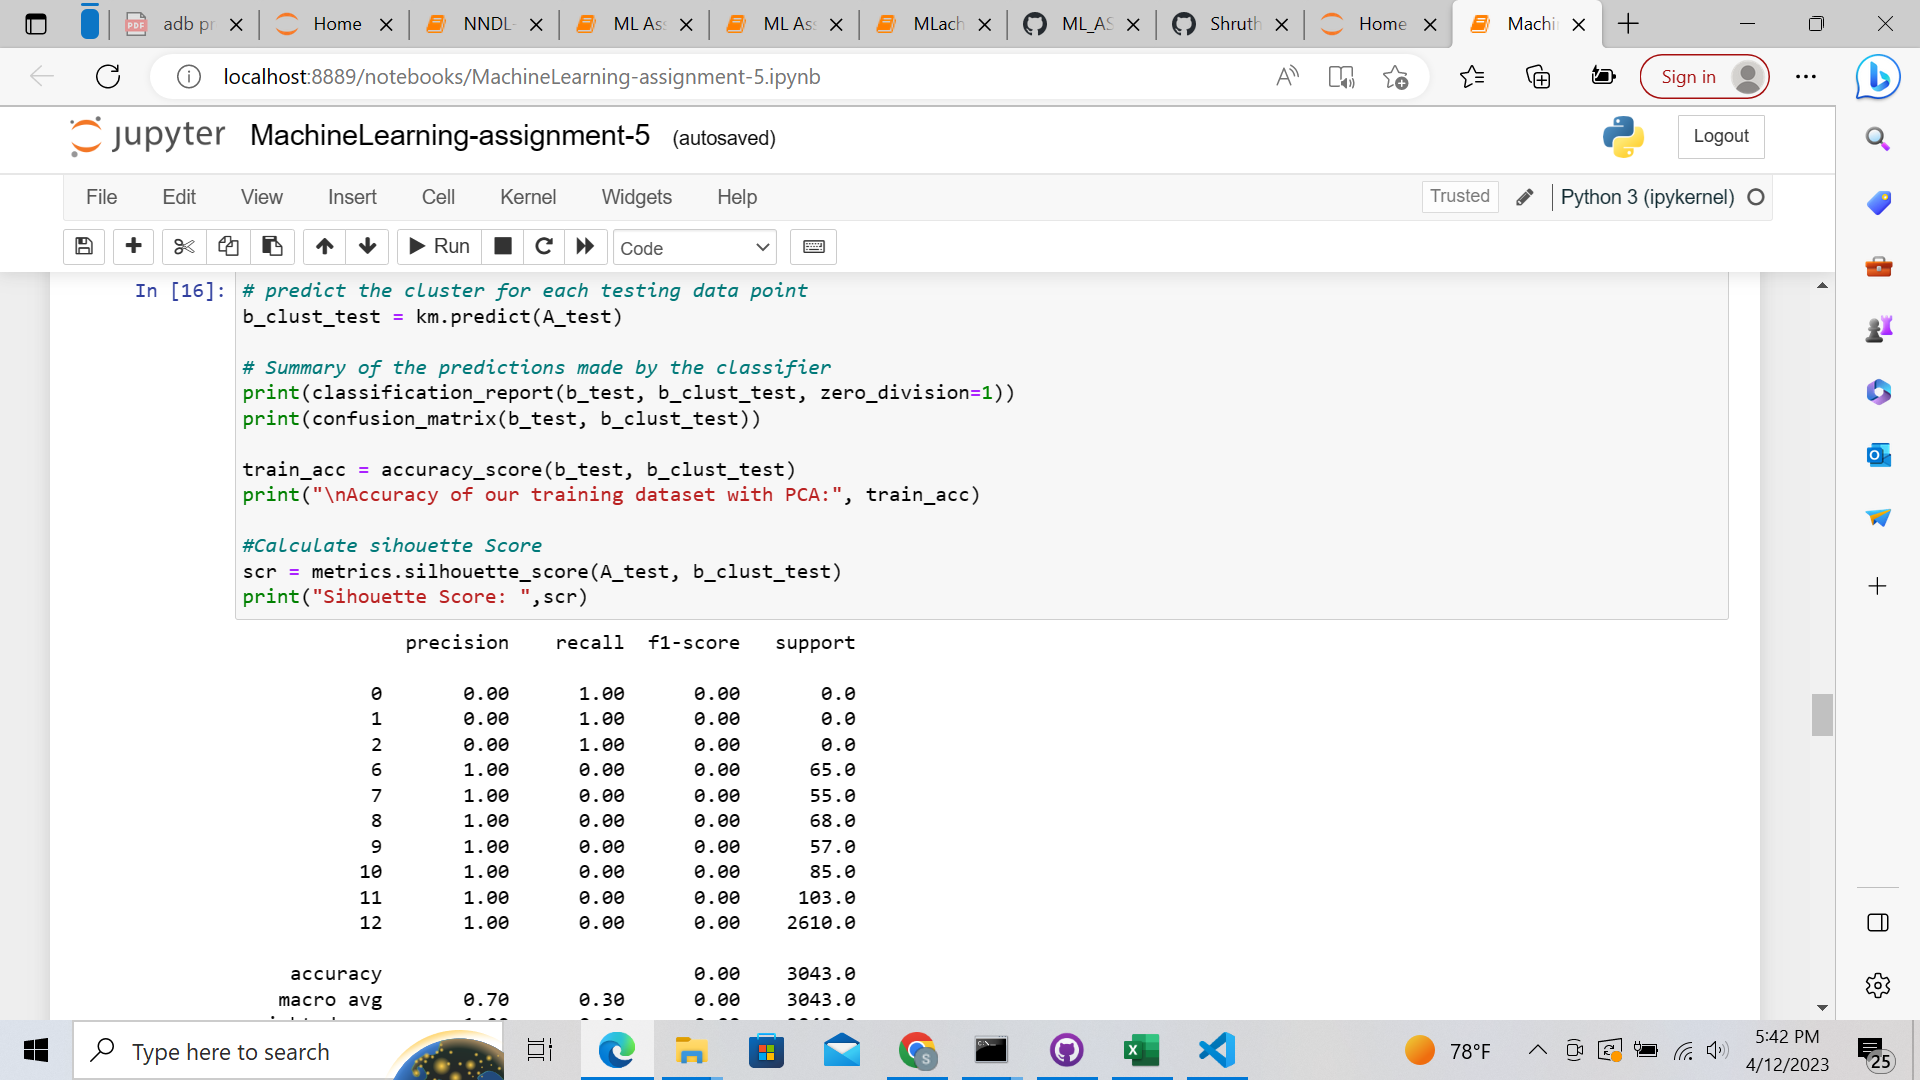 adb pr
Home
NNDL-
ML Ass
ML Ass
MLach
ML_AS
Shruth
Home
Machin
localhost:8889/notebooks/MachineLearning-assignment-5.ipynb
Sign in
jupyter MachineLearning-assignment-5 (autosaved)
Logout
File Edit View Insert Cell Kernel Widgets Help
Trusted
Python 3 (ipykernel)
Run
Code
In [16]:
# predict the cluster for each testing data point
b_clust_test = km.predict(A_test)
# Summary of the predictions made by the classifier
print(classification_report(b_test, b_clust_test, zero_division=1))
print(confusion_matrix(b_test, b_clust_test))
train_acc = accuracy_score(b_test, b_clust_test)
print("\nAccuracy of our training dataset with PCA:", train_acc)
#Calculate sihouette Score
scr = metrics.silhouette_score(A_test, b_clust_test)
print("Sihouette Score: ",scr)
precision recall f1-score support
0 0.00 1.00 0.00 0.0
1 0.00 1.00 0.00 0.0
2 0.00 1.00 0.00 0.0
6 1.00 0.00 0.00 65.0
7 1.00 0.00 0.00 55.0
8 1.00 0.00 0.00 68.0
9 1.00 0.00 0.00 57.0
10 1.00 0.00 0.00 85.0
11 1.00 0.00 0.00 103.0
12 1.00 0.00 0.00 2610.0
accuracy 0.00 3043.0
macro avg 0.70 0.30 0.00 3043.0
Type here to search
78°F
5:42 PM
4/12/2023
25